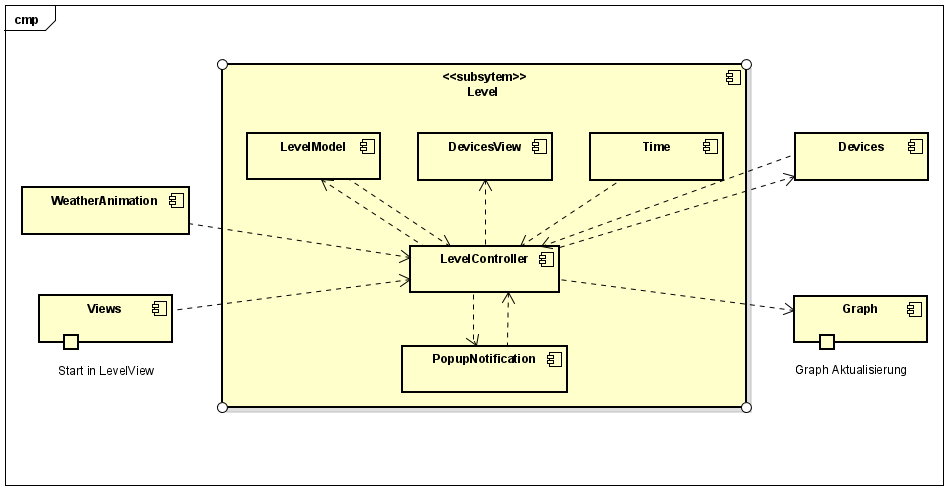 cmp
<<subsytem>>
Level
LevelModel
DevicesView
Time
Devices
WeatherAnimation
LevelController
Views
Graph
PopupNotification
Start in LevelView
Graph Aktualisierung